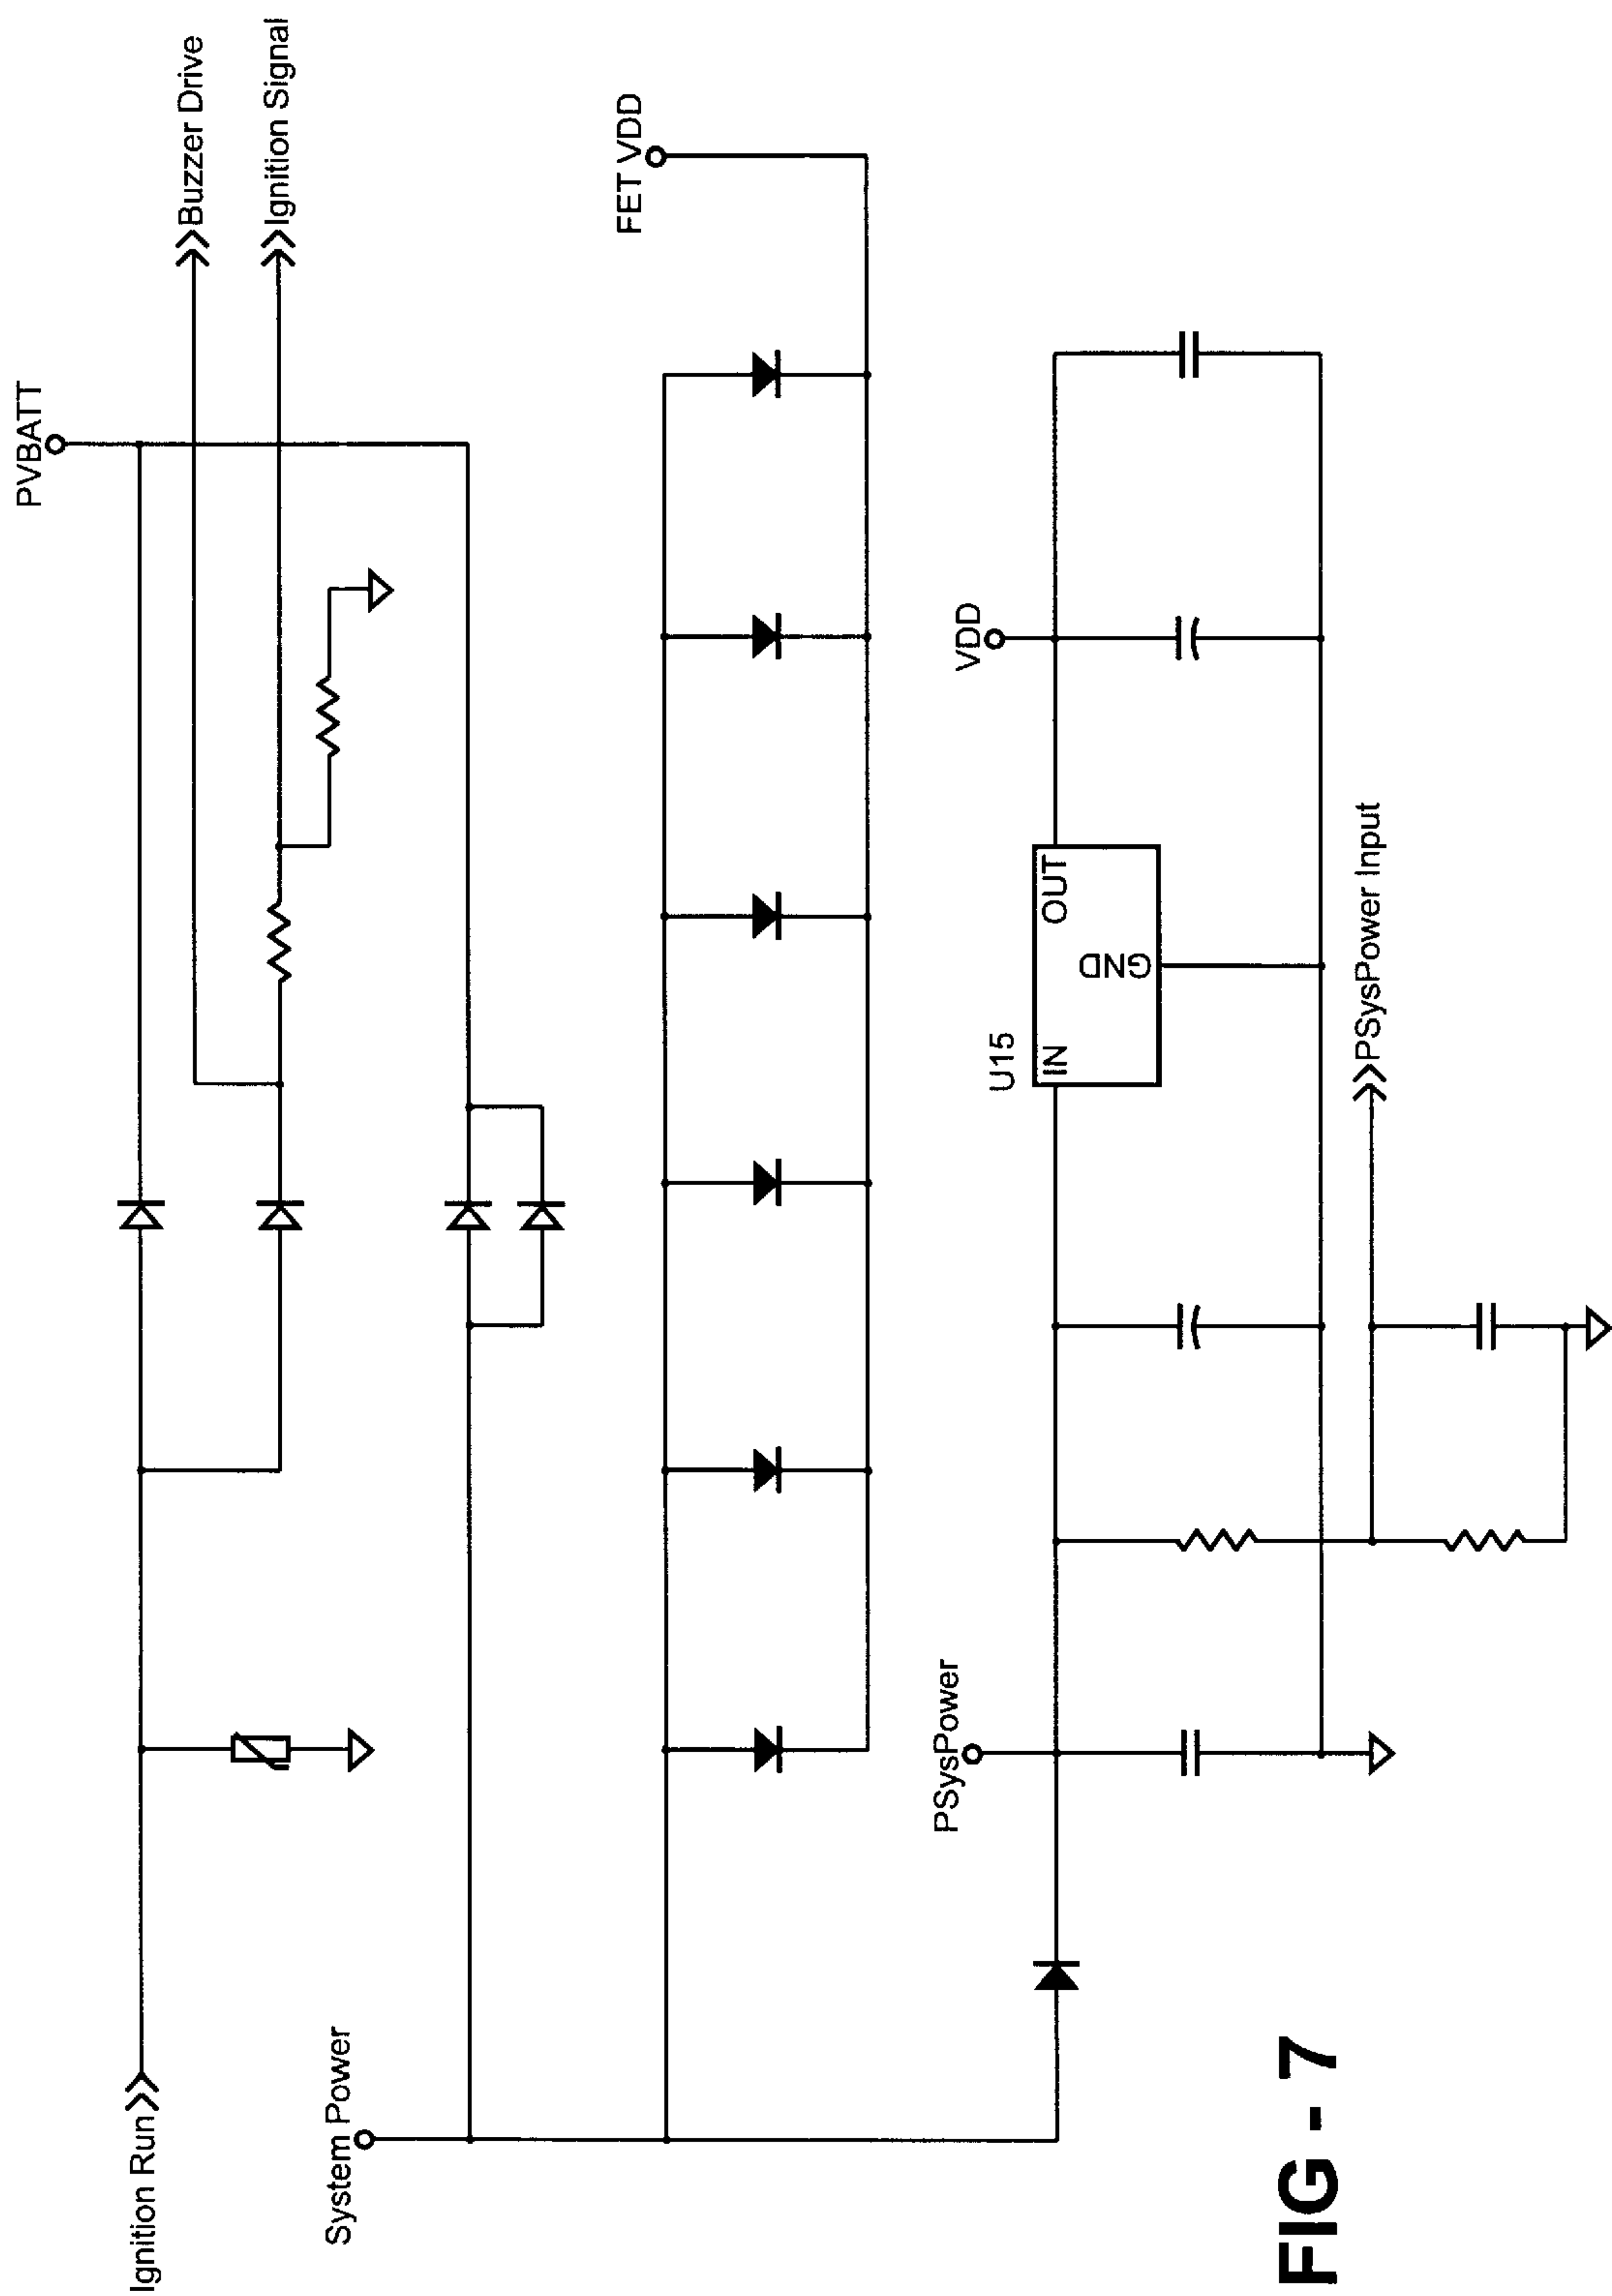 PVBATT
Ignition Run
Buzzer Drive
Ignition Signal
System Power
FET VDD
PSysPower
VDD
U15
IN
OUT
GND
PSysPower Input
FIG - 7